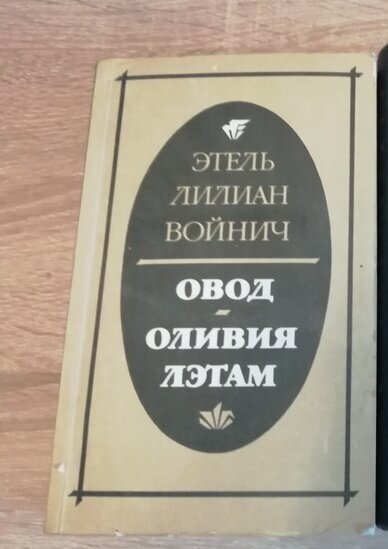 ЭТЕЛЬ
ЛИЛИАН
ВОЙНИЧ
ОВОД
-
ОЛИВИЯ
ЛЭТАМ